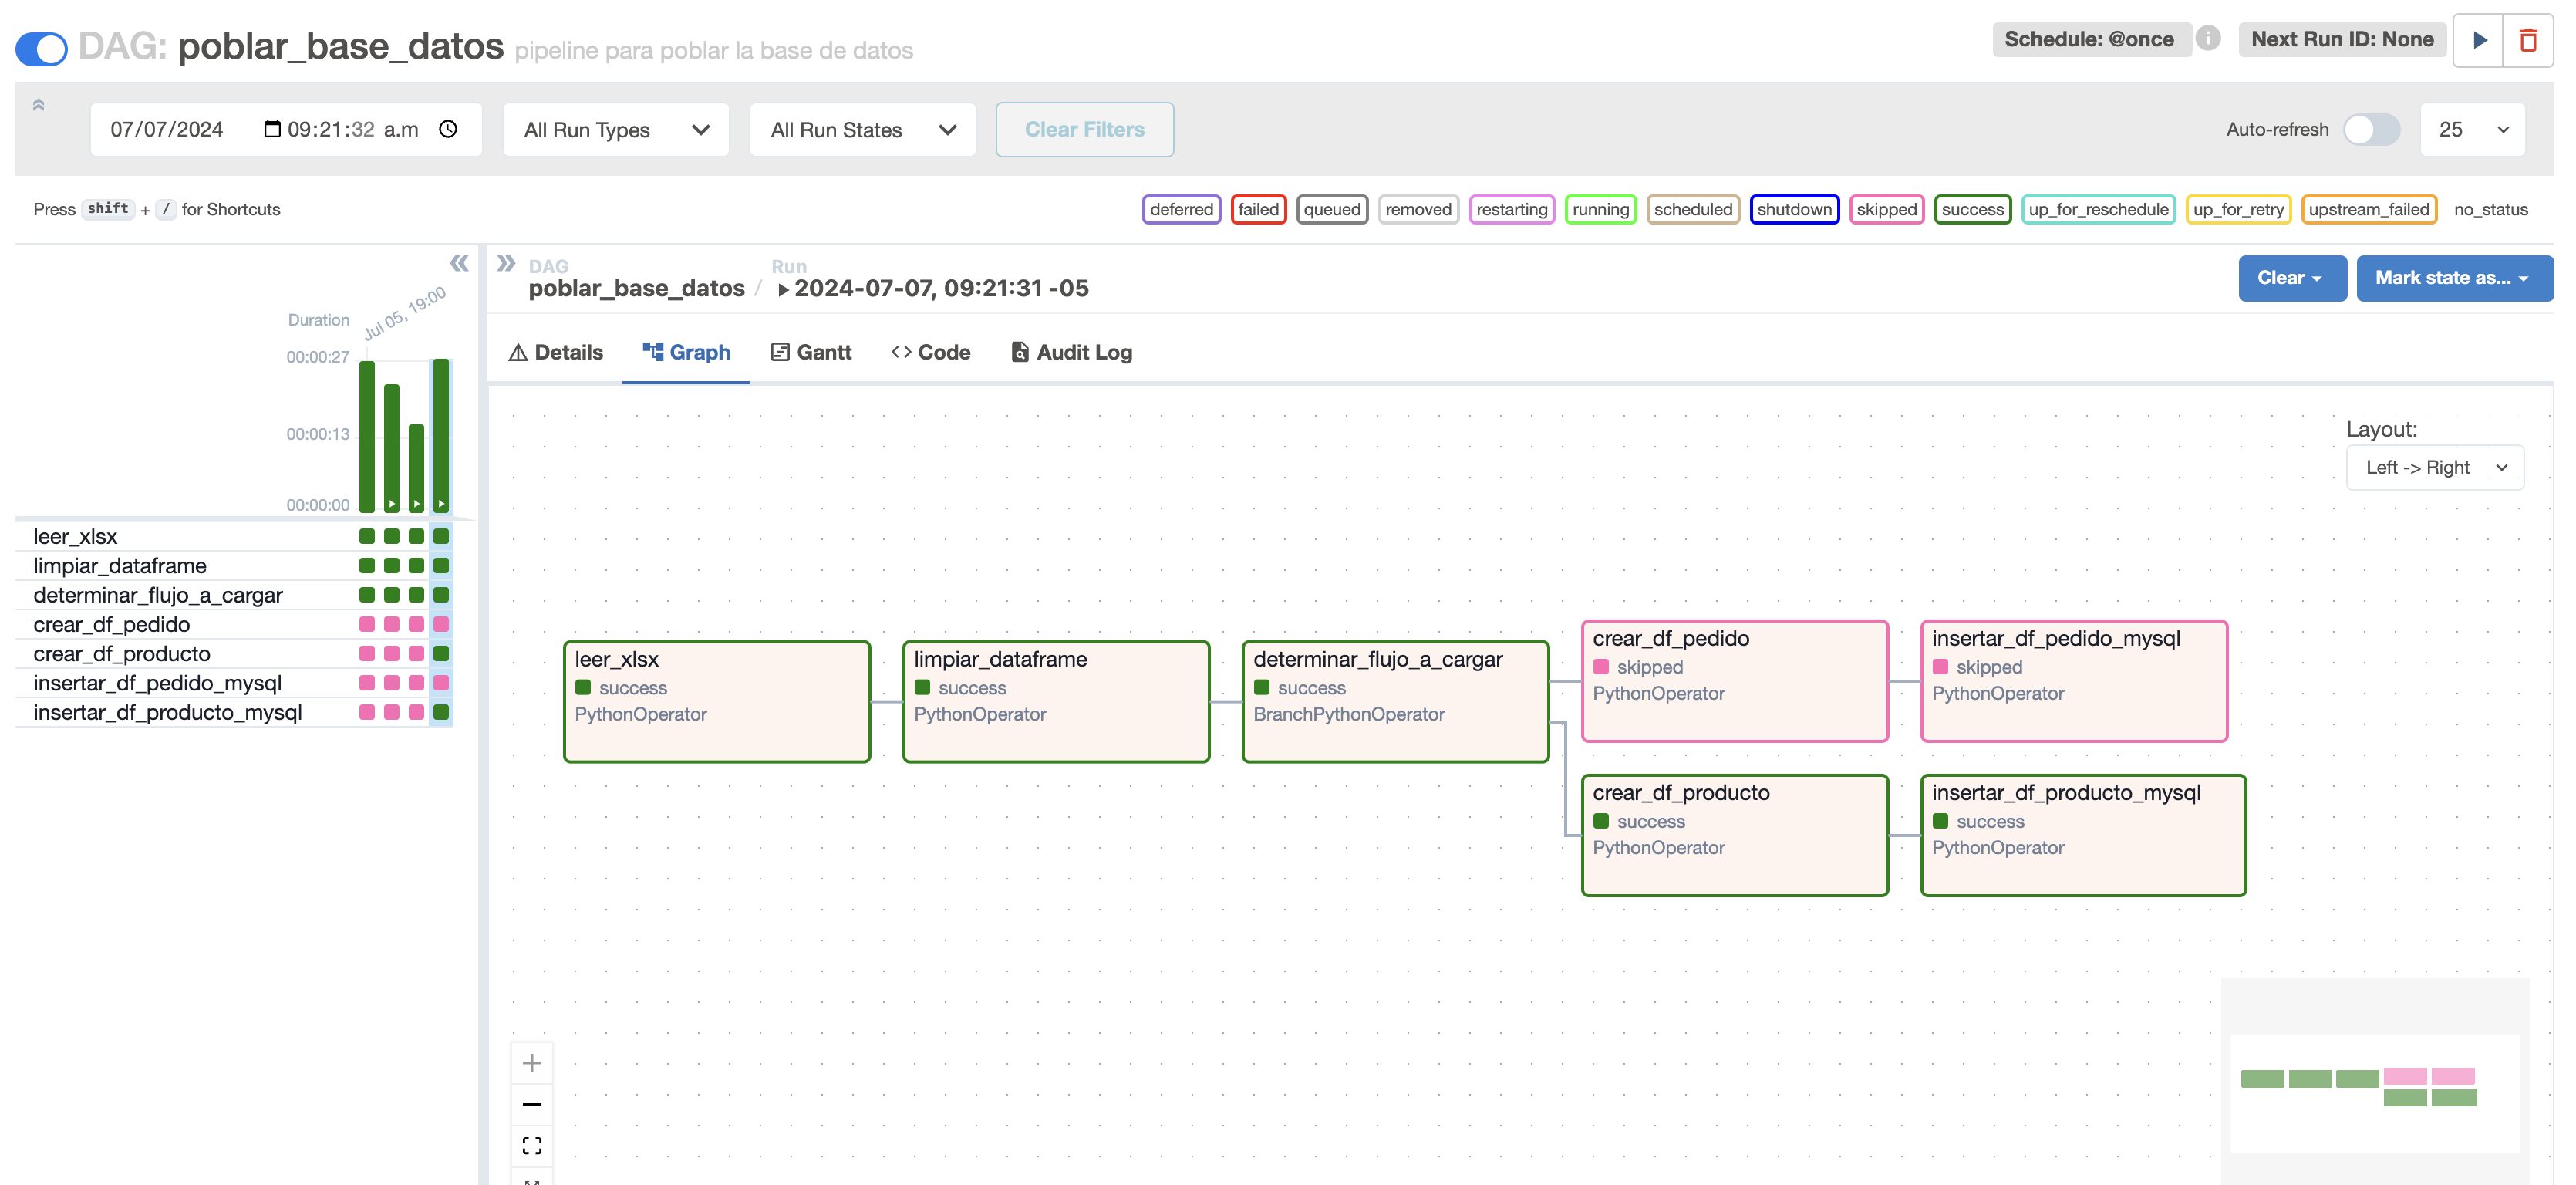 DAG: poblar_base_datos pipeline para poblar la base de datos
Schedule: @once
Next Run ID: None
07/07/2024 09:21:32 a.m
All Run Types
All Run States
Clear Filters
Auto-refresh
25
Press shift + / for Shortcuts
deferred failed queued removed restarting running scheduled shutdown skipped success up_for_reschedule up_for_retry upstream_failed no_status
Duration
Jul 05, 19:00
00:00:27
00:00:13
00:00:00
leer_xlsx
limpiar_dataframe
determinar_flujo_a_cargar
crear_df_pedido
crear_df_producto
insertar_df_pedido_mysql
insertar_df_producto_mysql
DAG
poblar_base_datos /
Run
2024-07-07, 09:21:31 -05
Clear
Mark state as...
Details
Graph
Gantt
Code
Audit Log
Layout:
Left -> Right
leer_xlsx
success
PythonOperator
limpiar_dataframe
success
PythonOperator
determinar_flujo_a_cargar
success
BranchPythonOperator
crear_df_pedido
skipped
PythonOperator
insertar_df_pedido_mysql
skipped
PythonOperator
crear_df_producto
success
PythonOperator
insertar_df_producto_mysql
success
PythonOperator